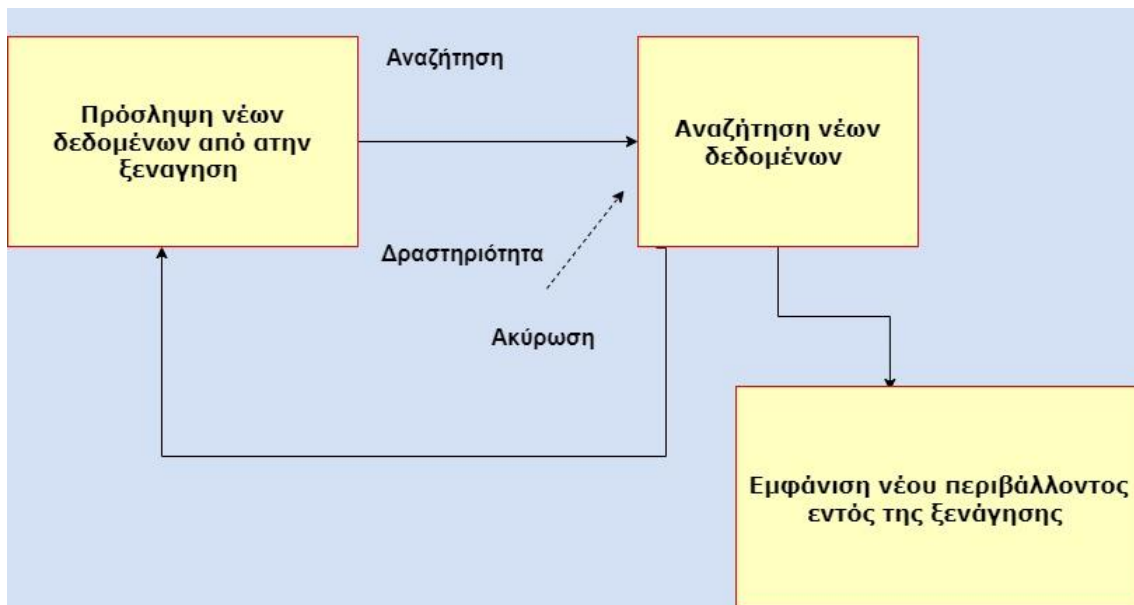 Πρόσληψη νέων
δεδομένων από ατην
ξεναγηση
Αναζήτηση
Αναζήτηση νέων
δεδομένων
Δραστηριότητα
Ακύρωση
Εμφάνιση νέου περιβάλλοντος
εντός της ξενάγησης